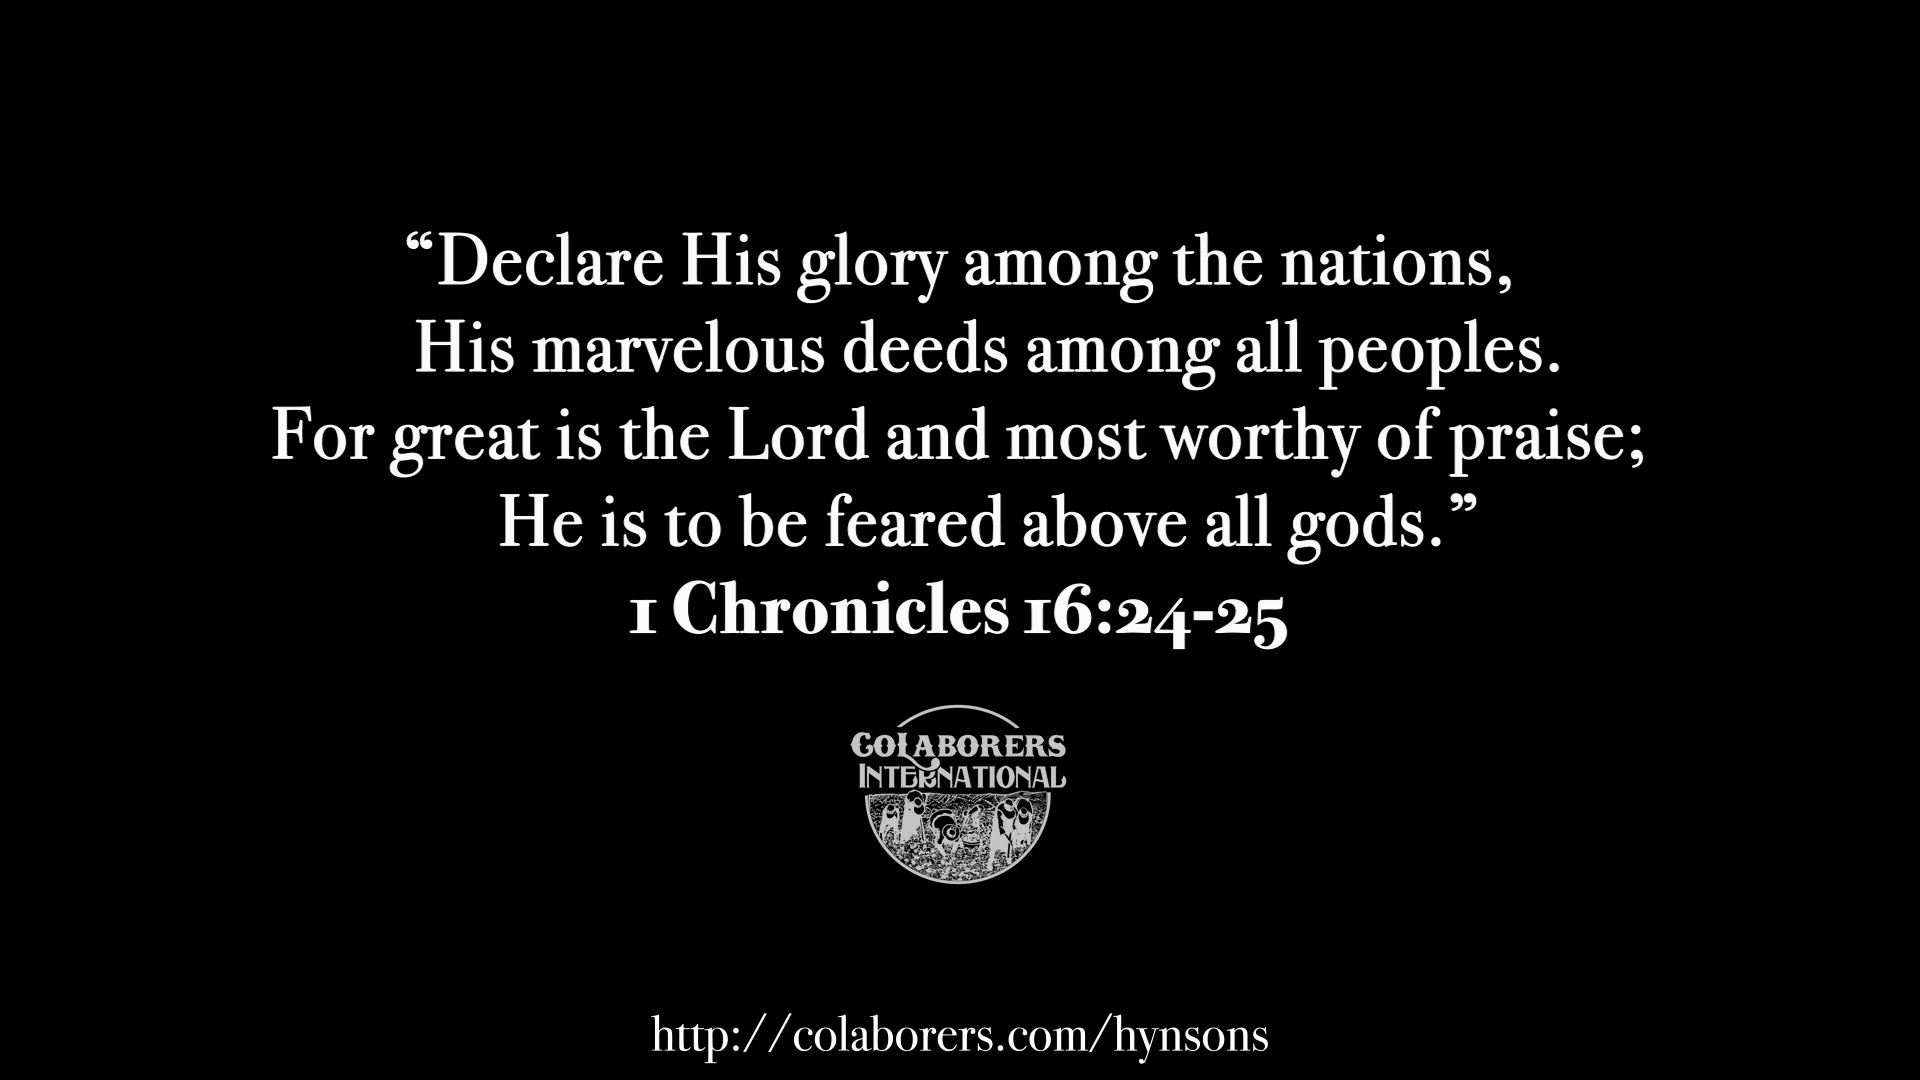 “Declare His glory among the nations,
His marvelous deeds among all peoples.
For great is the Lord and most worthy of praise;
He is to be feared above all gods.”
1 Chronicles 16:24-25
CoLaborers
International
http://colaborers.com/hynsons